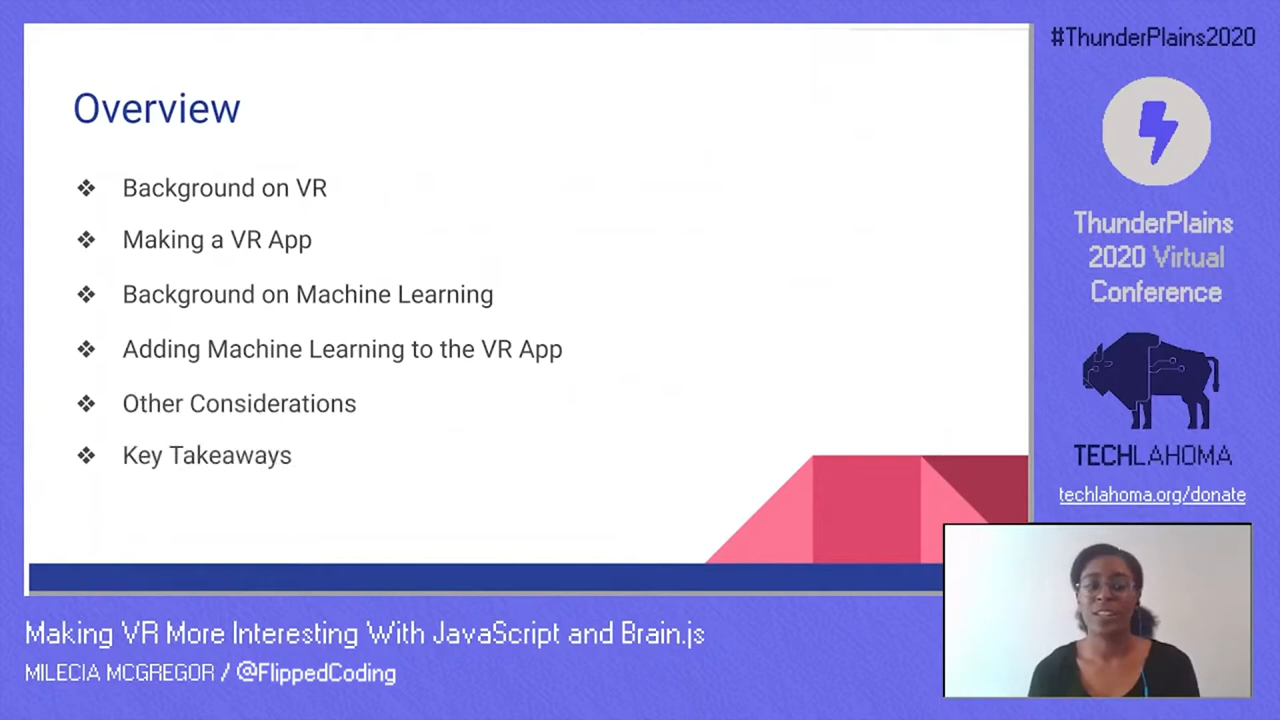 Overview
❖ Background on VR
❖ Making a VR App
❖ Background on Machine Learning
❖ Adding Machine Learning to the VR App
❖ Other Considerations
❖ Key Takeaways
#ThunderPlains2020
ThunderPlains
2020 Virtual
Conference
TECHLAHOMA
techlahoma.org/donate
Making VR More Interesting With JavaScript and Brain.js
MILECIA MCGREGOR / @FlippedCoding